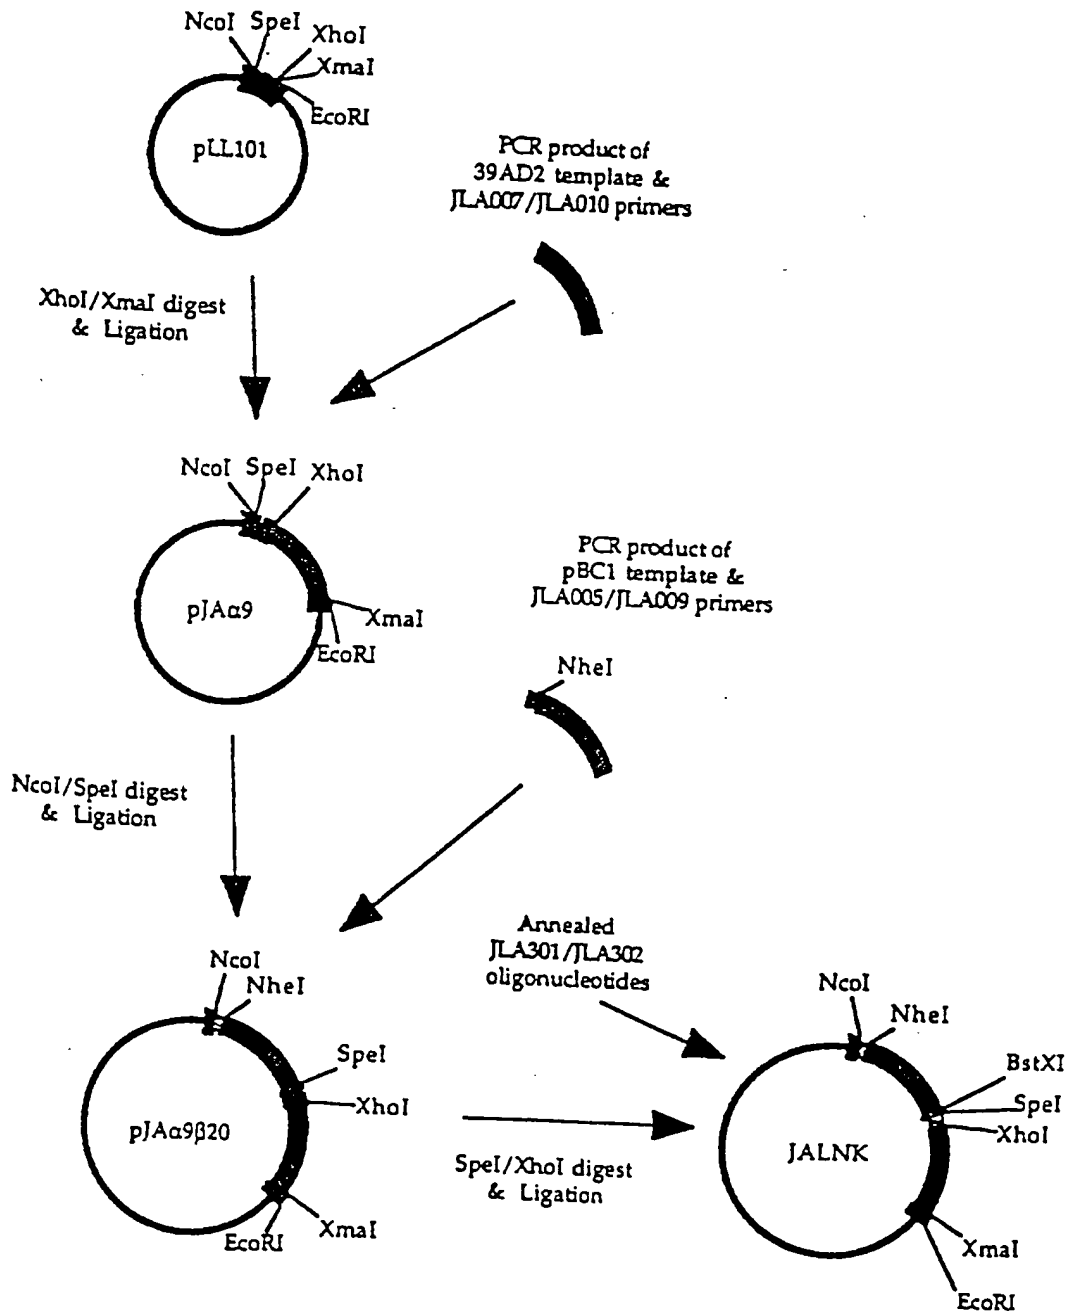 NcoI SpeI
XhoI
XmaI
EcoRI
pLL101
PCR product of
39AD2 template &
JLA007/JLA010 primers
XhoI/XmaI digest
& Ligation
NcoI SpeI XhoI
pJAα9
XmaI
EcoRI
PCR product of
pBC1 template &
JLA005/JLA009 primers
NheI
NcoI/SpeI digest
& Ligation
Annealed
JLA301/JLA302
oligonucleotides
NcoI
NheI
SpeI
XhoI
pJAα9β20
XmaI
EcoRI
SpeI/XhoI digest
& Ligation
NcoI
NheI
BstXI
SpeI
XhoI
JALNK
XmaI
EcoRI